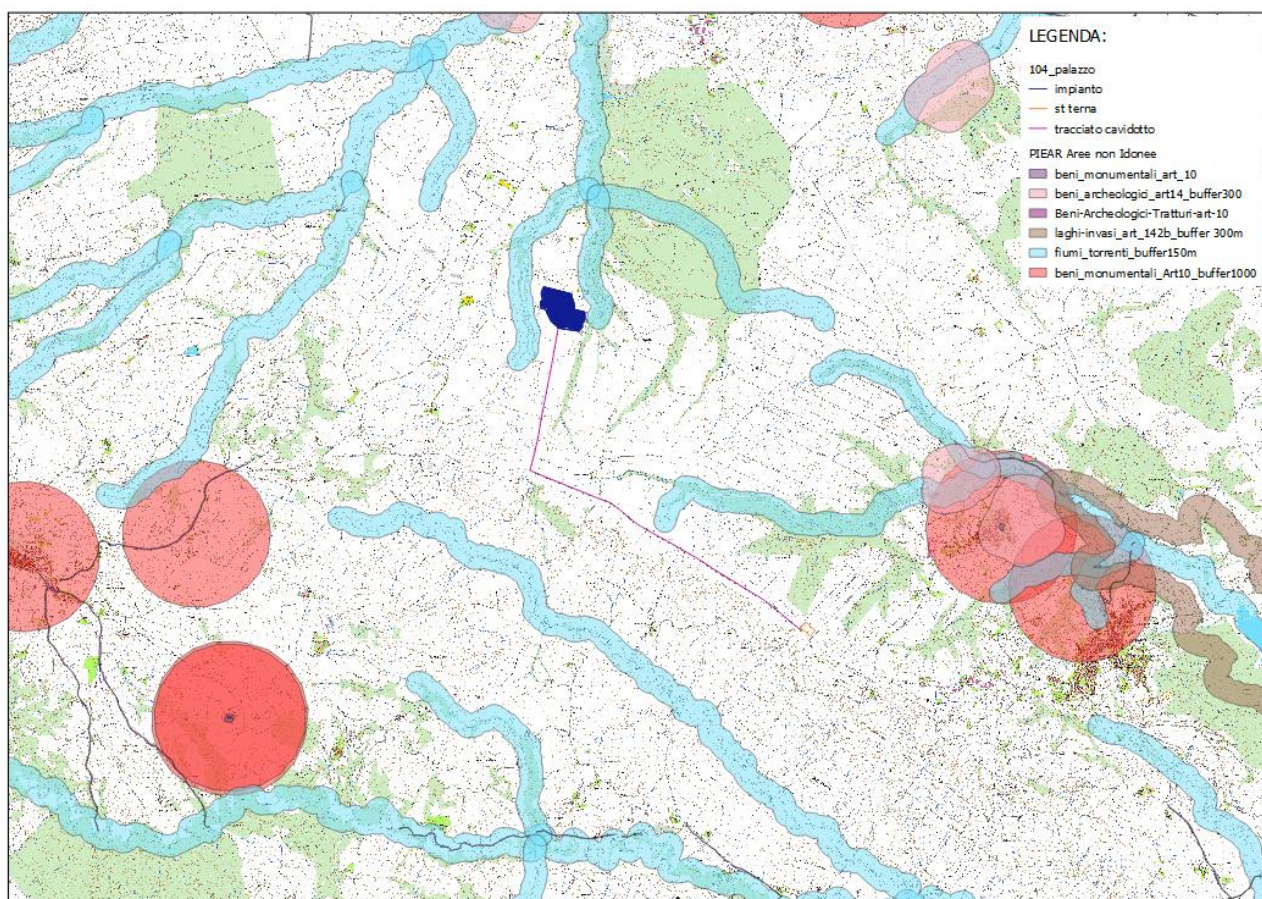 LEGENDA:
104_palazzo
impianto
st terna
tracciato cavidotto
PIEAR Aree non Idonee
beni_monumentali_art_10
beni_archeologici_art14_buffer300
Beni-Archeologici-Tratturi-art-10
laghi-invasi_art_142b_buffer 300m
fiumi_torrenti_buffer150m
beni_monumentali_Art10_buffer1000